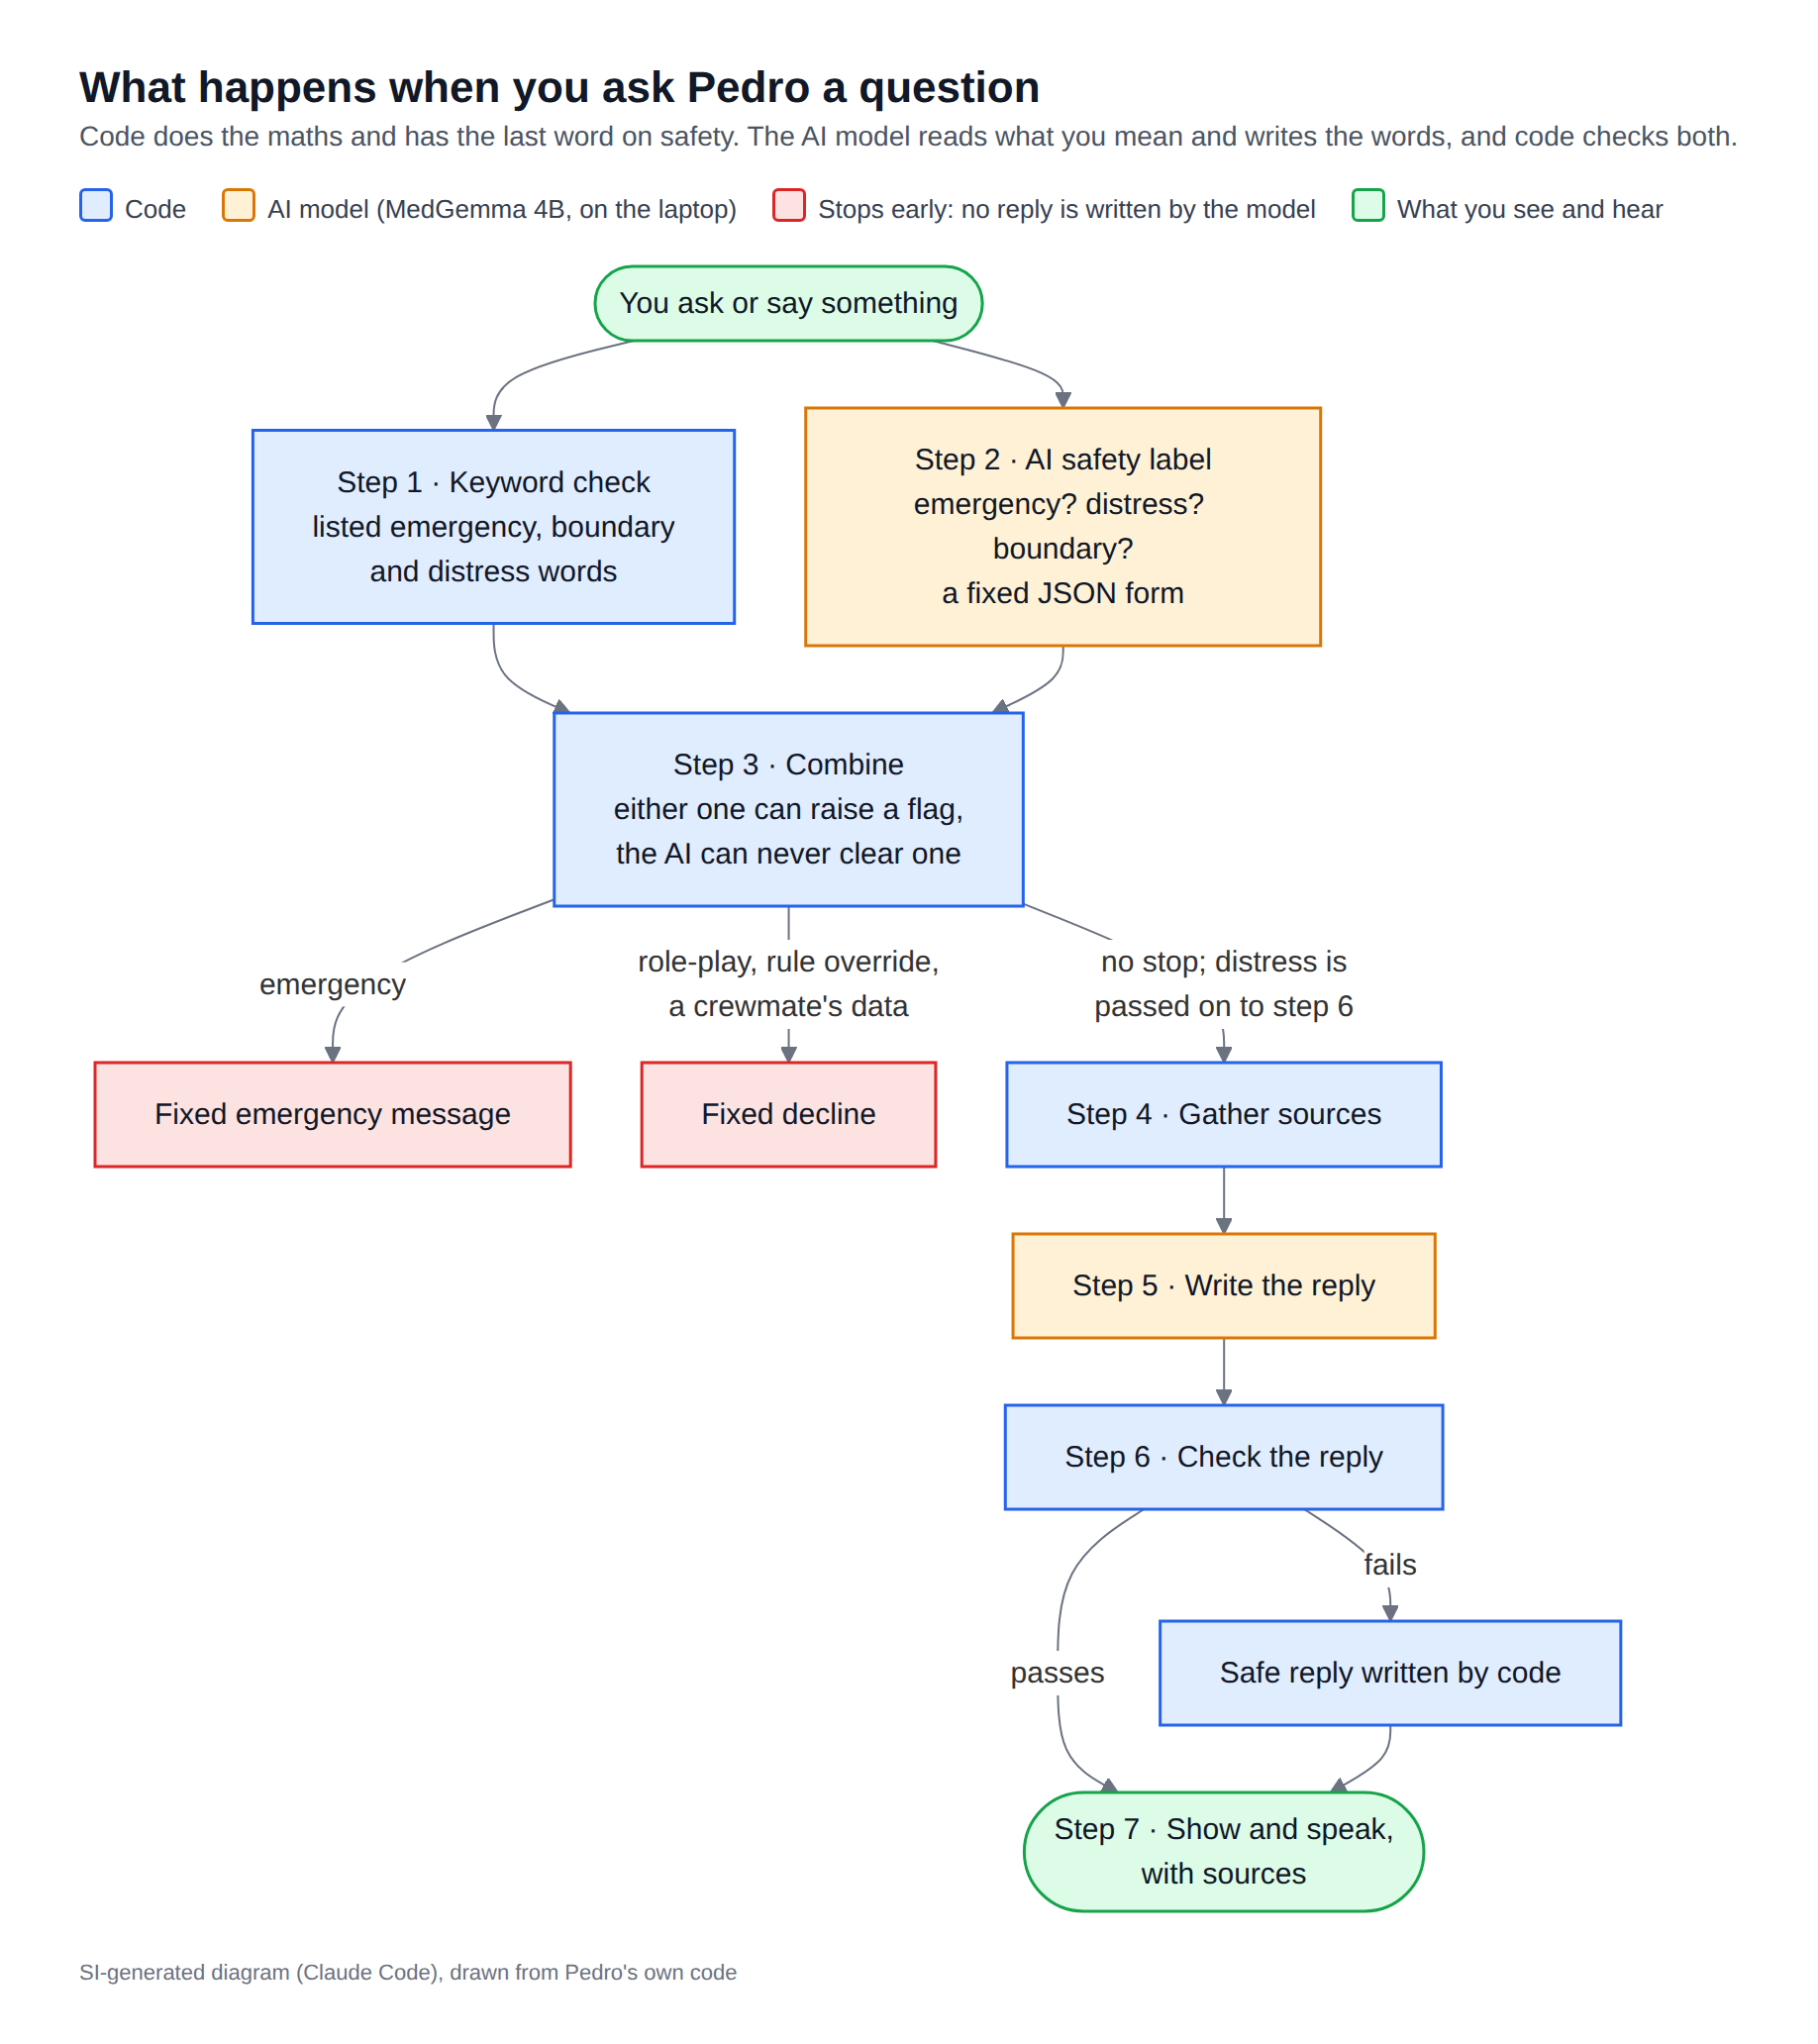 What happens when you ask Pedro a question
Code does the maths and has the last word on safety. The AI model reads what you mean and writes the words, and code checks both.
Code
AI model (MedGemma 4B, on the laptop)
Stops early: no reply is written by the model
What you see and hear
You ask or say something
Step 1 · Keyword check
listed emergency, boundary
and distress words
Step 2 · AI safety label
emergency? distress?
boundary?
a fixed JSON form
Step 3 · Combine
either one can raise a flag,
the AI can never clear one
emergency
role-play, rule override,
a crewmate's data
no stop; distress is
passed on to step 6
Fixed emergency message
Fixed decline
Step 4 · Gather sources
Step 5 · Write the reply
Step 6 · Check the reply
fails
passes
Safe reply written by code
Step 7 · Show and speak,
with sources
SI-generated diagram (Claude Code), drawn from Pedro's own code